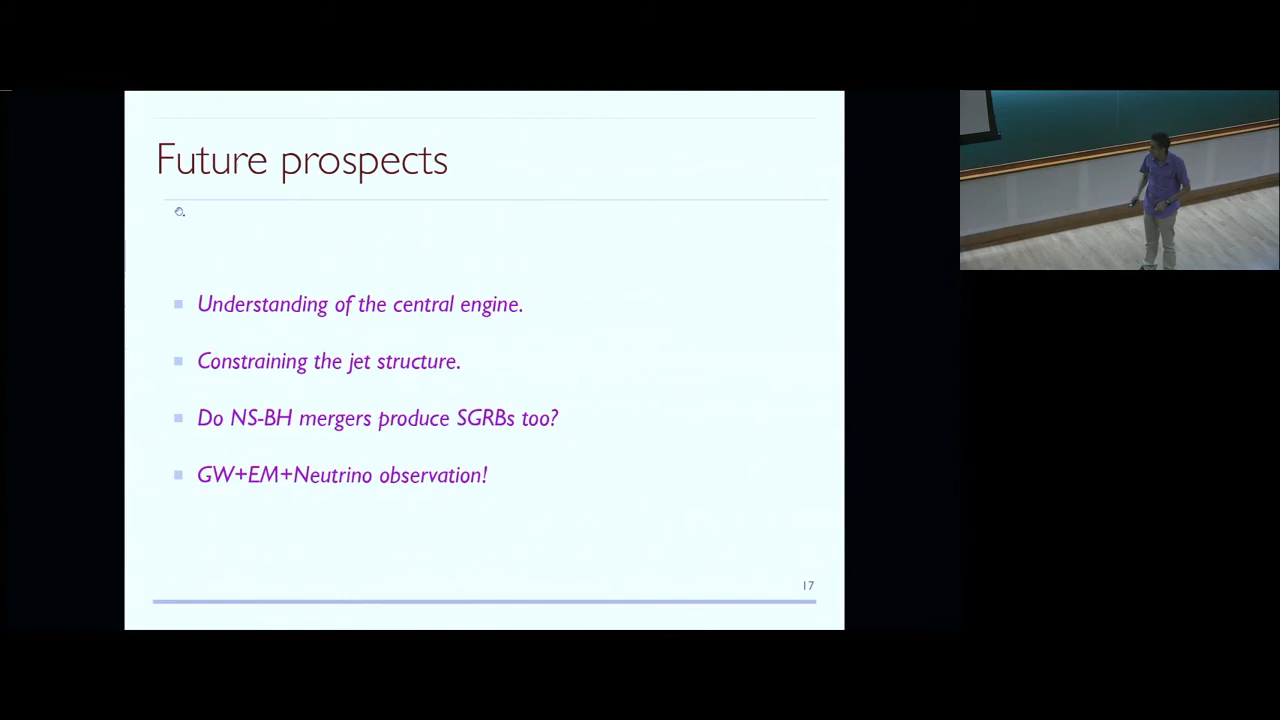 Future prospects
Understanding of the central engine.
Constraining the jet structure.
Do NS-BH mergers produce SGRBs too?
GW+EM+Neutrino observation!
17